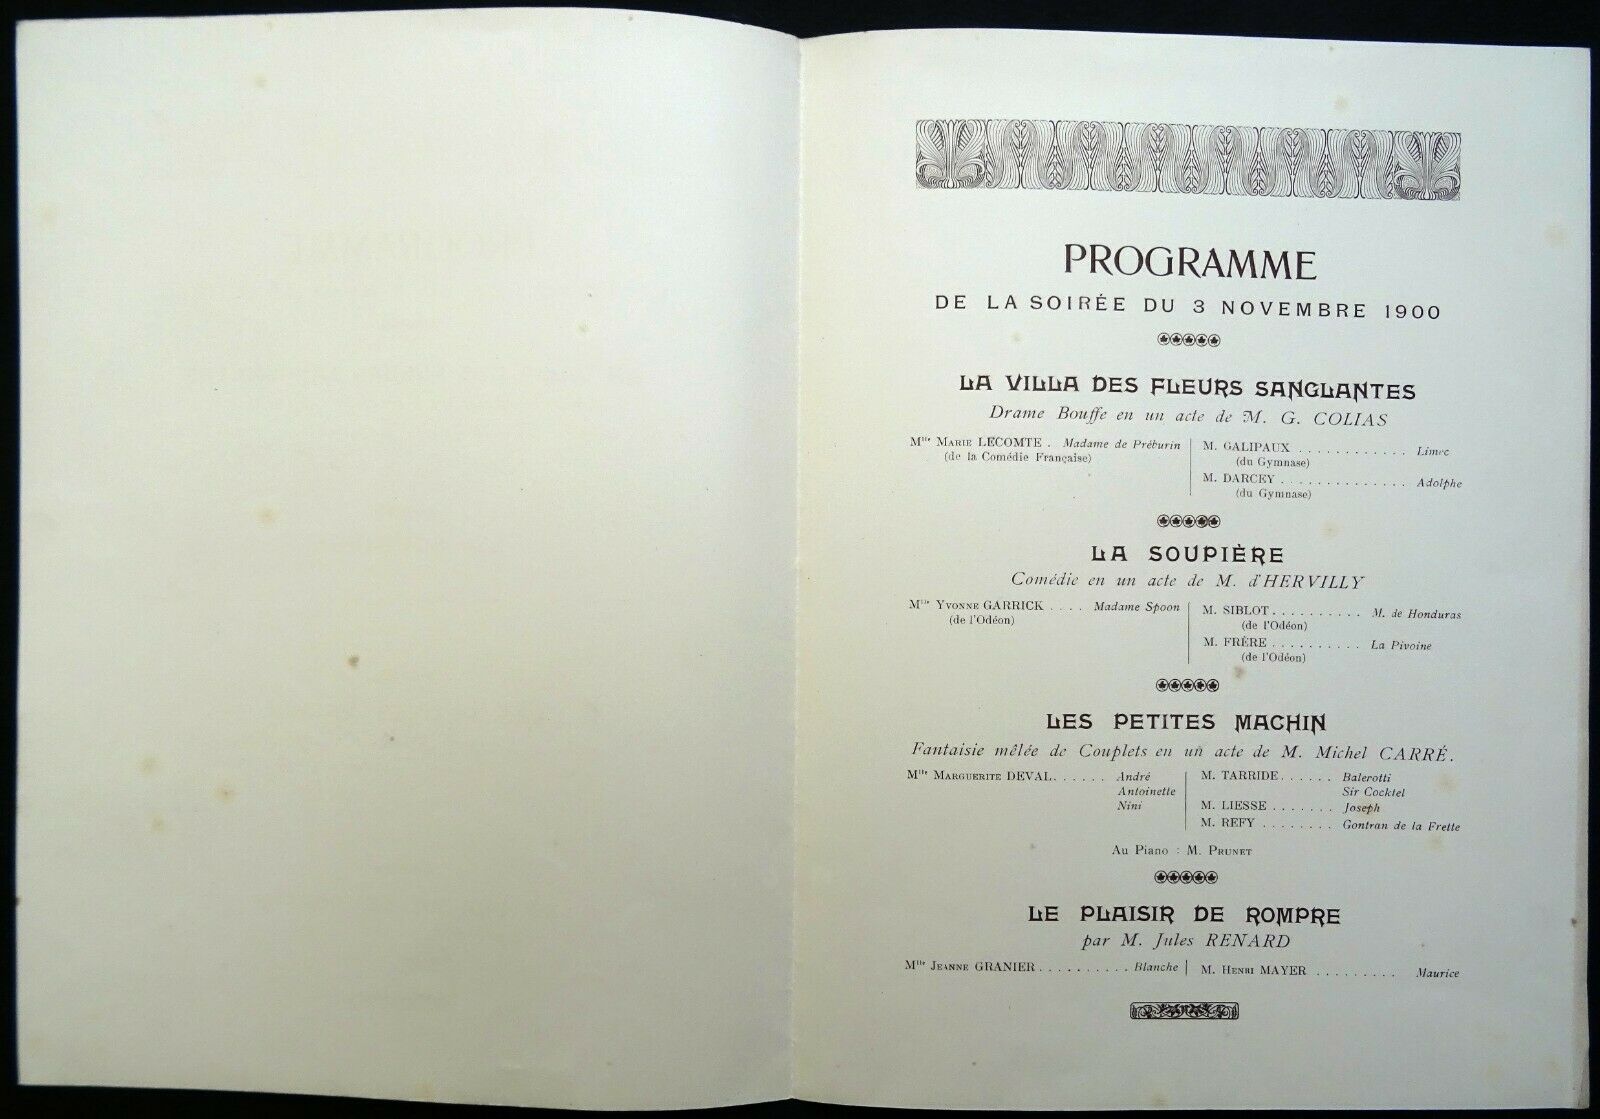 PROGRAMME
DE LA SOIRÉE DU 3 NOVEMBRE 1900
LA VILLA DES FLEURS SANGLANTES
Drame Bouffe en un acte de M. G. COLIAS
Mlle Marie LECOMTE . Madame de Préburin
(de la Comédie Française)
M. GALIPAUX . . . . . . . . . . . . Limec
(du Gymnase)
M. DARCEY . . . . . . . . . . . . . . Adolphe
(du Gymnase)
LA SOUPIÈRE
Comédie en un acte de M. d'HERVILLY
Mlle Yvonne GARRICK . . . . Madame Spoon
(de l'Odéon)
M. SIBLOT . . . . . . . . . . M. de Honduras
(de l'Odéon)
M. FRÈRE . . . . . . . . . . La Pivoine
(de l'Odéon)
LES PETITES MACHIN
Fantaisie mêlée de Couplets en un acte de M. Michel CARRÉ.
Mlle Marguerite DEVAL . . . . . . André
Antoinette
Nini
M. TARRIDE . . . . . . Balerotti
Sir Cocktel
M. LIESSE . . . . . . . Joseph
M. REFY . . . . . . . . Gontran de la Frette
Au Piano : M. Prunet
LE PLAISIR DE ROMPRE
par M. Jules RENARD
Mlle Jeanne GRANIER . . . . . . . . . . Blanche
M. Henri MAYER . . . . . . . . . Maurice